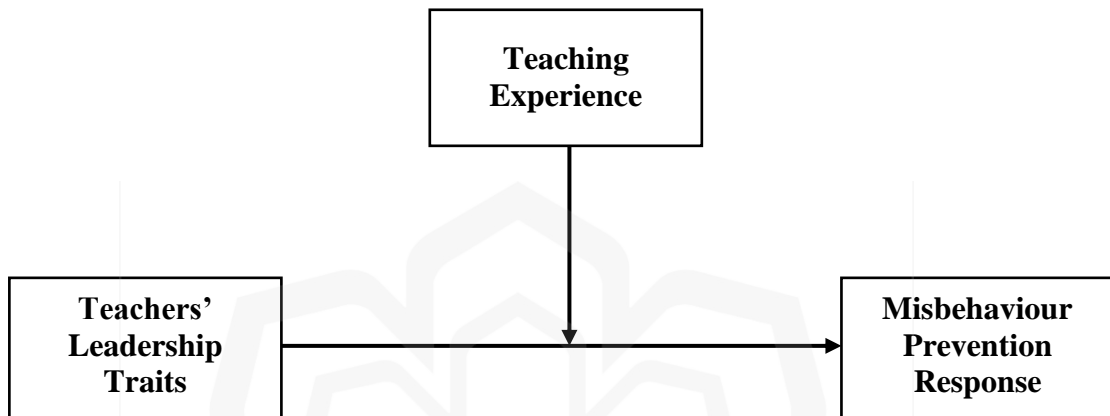 Teaching
Experience
Teachers’
Leadership
Traits
Misbehaviour
Prevention
Response